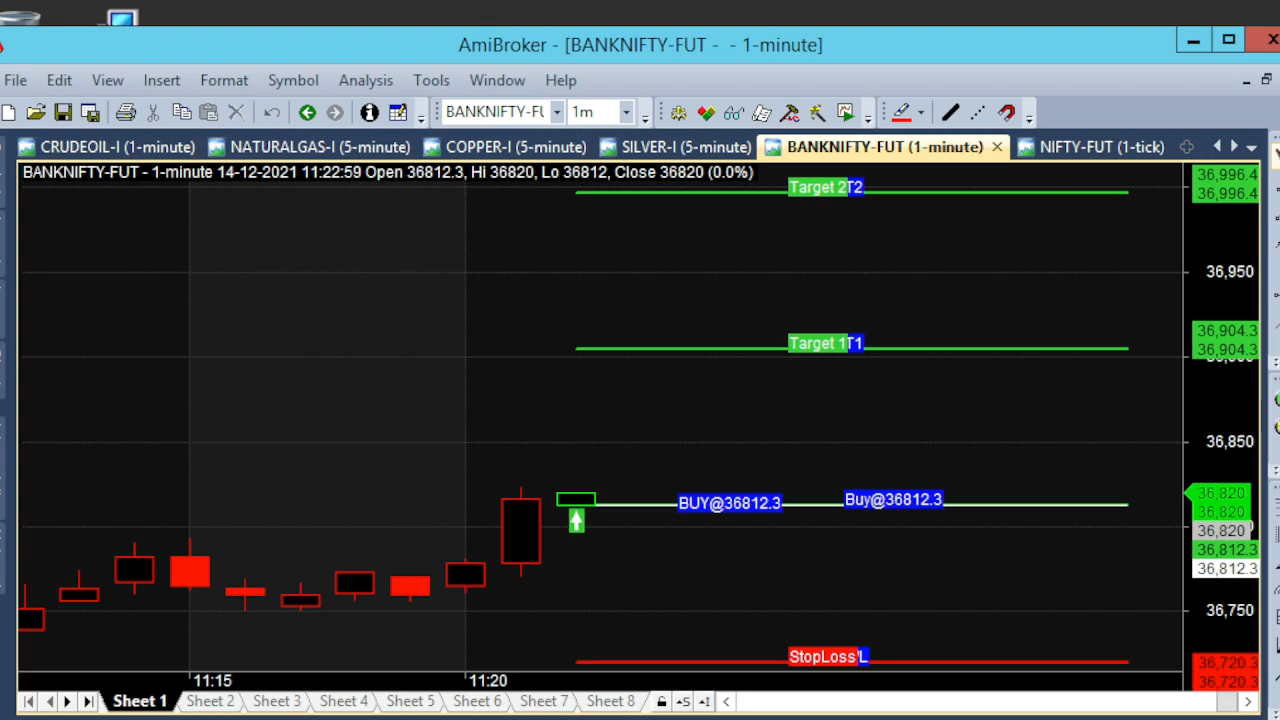 AmiBroker - [BANKNIFTY-FUT -  - 1-minute]
File Edit View Insert Format Symbol Analysis Tools Window Help
BANKNIFTY-FU 1m
CRUDEOIL-I (1-minute) NATURALGAS-I (5-minute) COPPER-I (5-minute) SILVER-I (5-minute) BANKNIFTY-FUT (1-minute) NIFTY-FUT (1-tick)
BANKNIFTY-FUT - 1-minute 14-12-2021 11:22:59 Open 36812.3, Hi 36820, Lo 36812, Close 36820 (0.0%)
36,996.4
Target 2 T2
36,996.4
36,950
36,904.3
Target 1 T1
36,904.3
36,850
36,820
BUY@36812.3 Buy@36812.3
36,820
36,820
36,812.3
36,812.3
36,750
StopLoss L
36,720.3
36,720.3
11:15 11:20
Sheet 1 Sheet 2 Sheet 3 Sheet 4 Sheet 5 Sheet 6 Sheet 7 Sheet 8